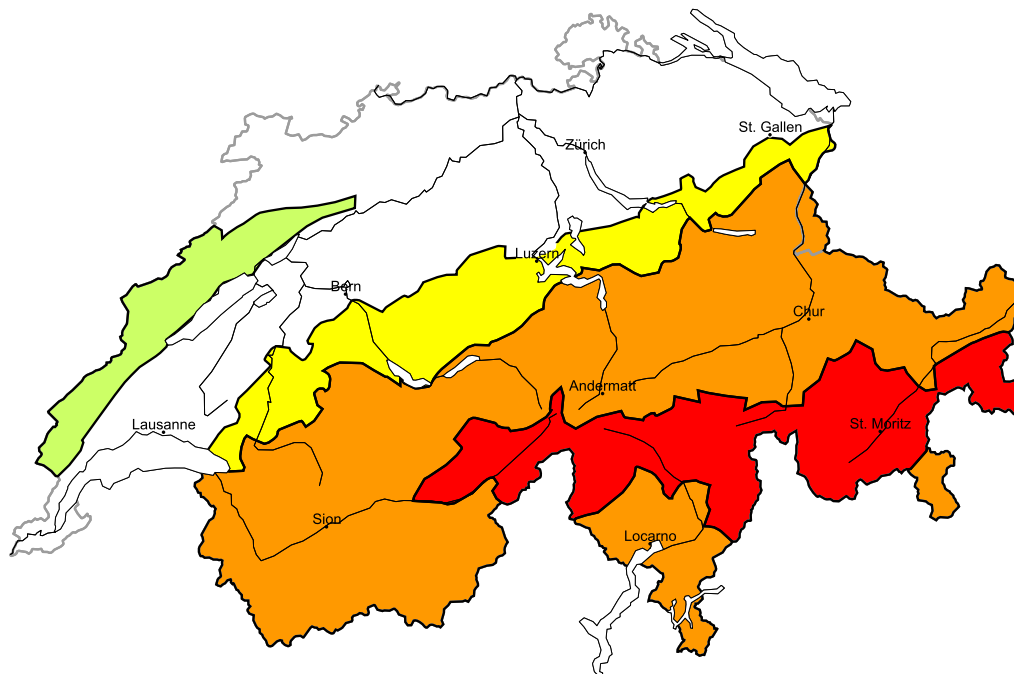 St. Gallen
Zürich
Luzern
Bern
Chur
Andermatt
Lausanne
St. Moritz
Sion
Locarno